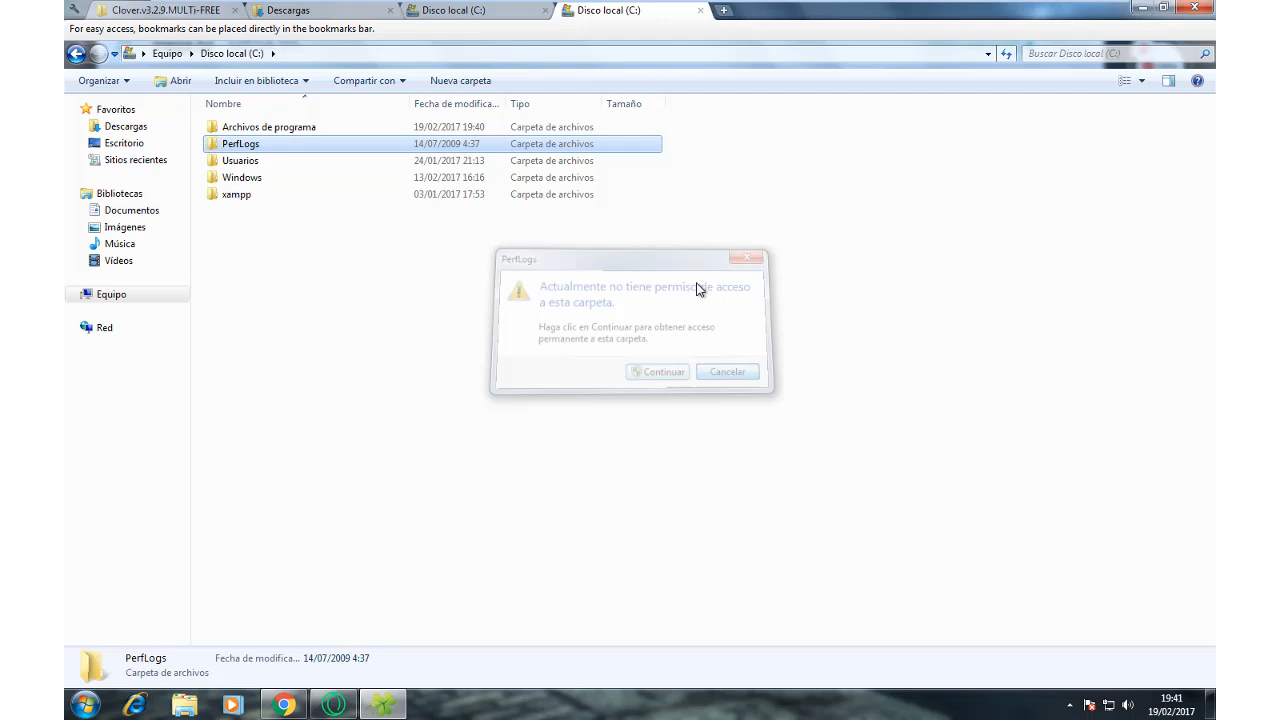 Clover.v3.2.9.MULTi-FREE
Descargas
Disco local (C:)
Disco local (C:)
For easy access, bookmarks can be placed directly in the bookmarks bar.
Equipo
Disco local (C:)
Buscar Disco local (C:)
Organizar
Abrir
Incluir en biblioteca
Compartir con
Nueva carpeta
Nombre
Fecha de modifica...
Tipo
Tamaño
Favoritos
Descargas
Escritorio
Sitios recientes
Bibliotecas
Documentos
Imágenes
Música
Vídeos
Equipo
Red
Archivos de programa 19/02/2017 19:40 Carpeta de archivos
PerfLogs 14/07/2009 4:37 Carpeta de archivos
Usuarios 24/01/2017 21:13 Carpeta de archivos
Windows 13/02/2017 16:16 Carpeta de archivos
xampp 03/01/2017 17:53 Carpeta de archivos
PerfLogs
Actualmente no tiene permiso de acceso
a esta carpeta.
Haga clic en Continuar para obtener acceso
permanente a esta carpeta.
Continuar
Cancelar
PerfLogs Fecha de modifica... 14/07/2009 4:37
Carpeta de archivos
19:41
19/02/2017